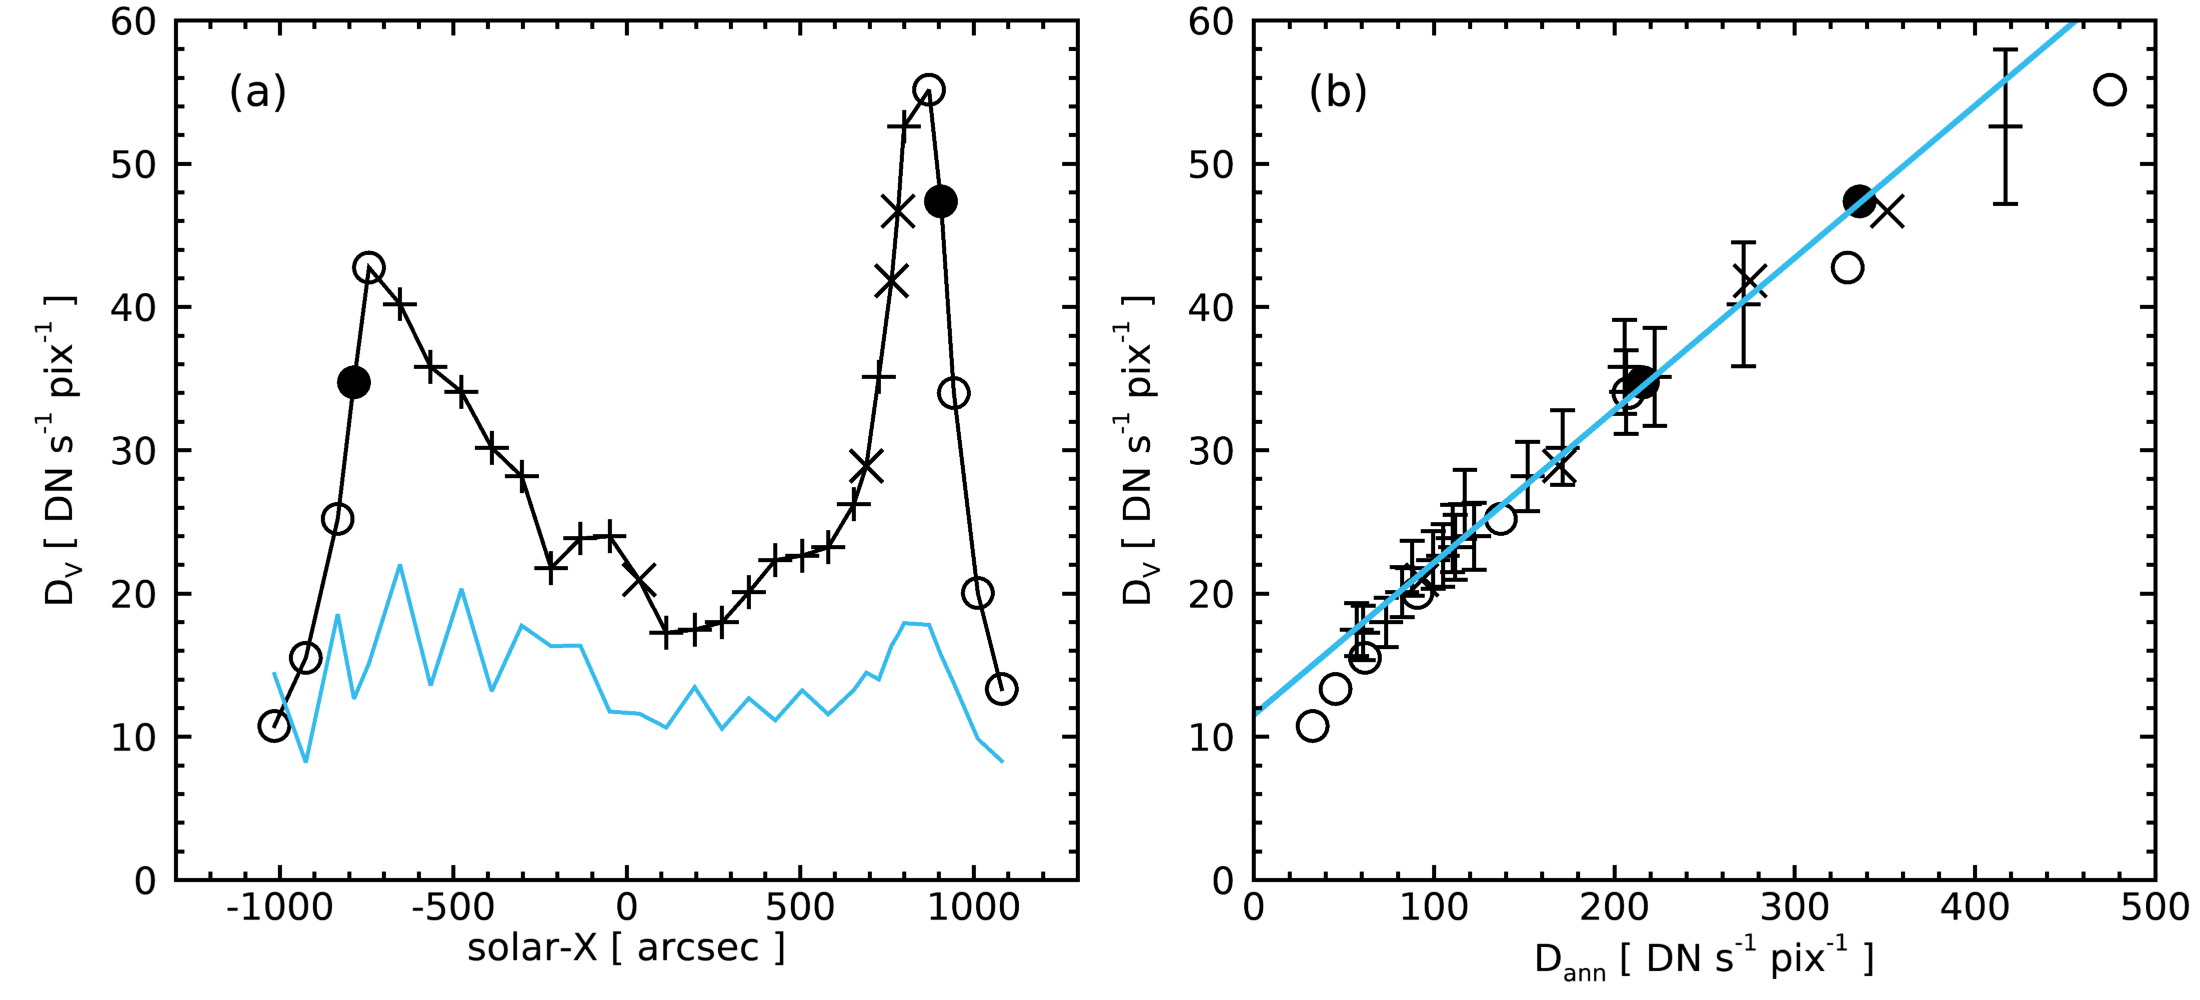 (a)
60
50
40
30
20
10
0
D_V [ DN s^-1 pix^-1 ]
-1000 -500 0 500 1000
solar-X [ arcsec ]
(b)
60
50
40
30
20
10
0
D_V [ DN s^-1 pix^-1 ]
0 100 200 300 400 500
D_ann [ DN s^-1 pix^-1 ]